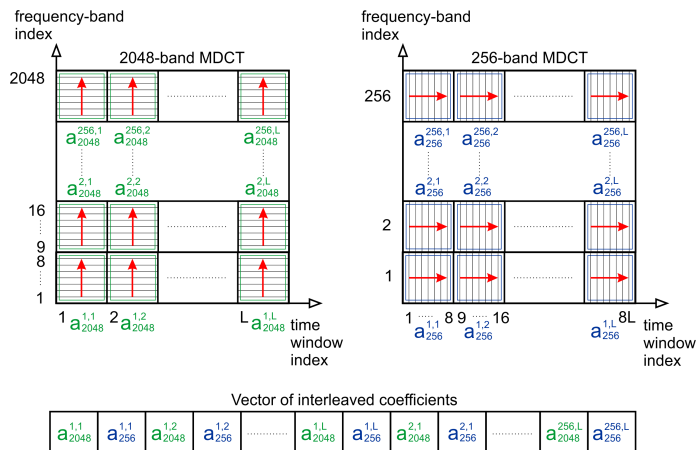 frequency-band
index
2048-band MDCT
2048
a^{256,1}_{2048} a^{256,2}_{2048} a^{256,L}_{2048}
a^{2,1}_{2048} a^{2,2}_{2048} a^{2,L}_{2048}
16
9
8
1
1 2 L
a^{1,1}_{2048} a^{1,2}_{2048} a^{1,L}_{2048}
time
window
index
frequency-band
index
256-band MDCT
256
a^{256,1}_{256} a^{256,2}_{256} a^{256,L}_{256}
a^{2,1}_{256} a^{2,2}_{256} a^{2,L}_{256}
2
1
1 ..... 8 9 ..... 16 8L
a^{1,1}_{256} a^{1,2}_{256} a^{1,L}_{256}
time
window
index
Vector of interleaved coefficients
a^{1,1}_{2048} a^{1,1}_{256} a^{1,2}_{2048} a^{1,2}_{256} .......... a^{1,L}_{2048} a^{1,L}_{256} a^{2,1}_{2048} a^{2,1}_{256} .......... a^{256,L}_{2048} a^{256,L}_{256}